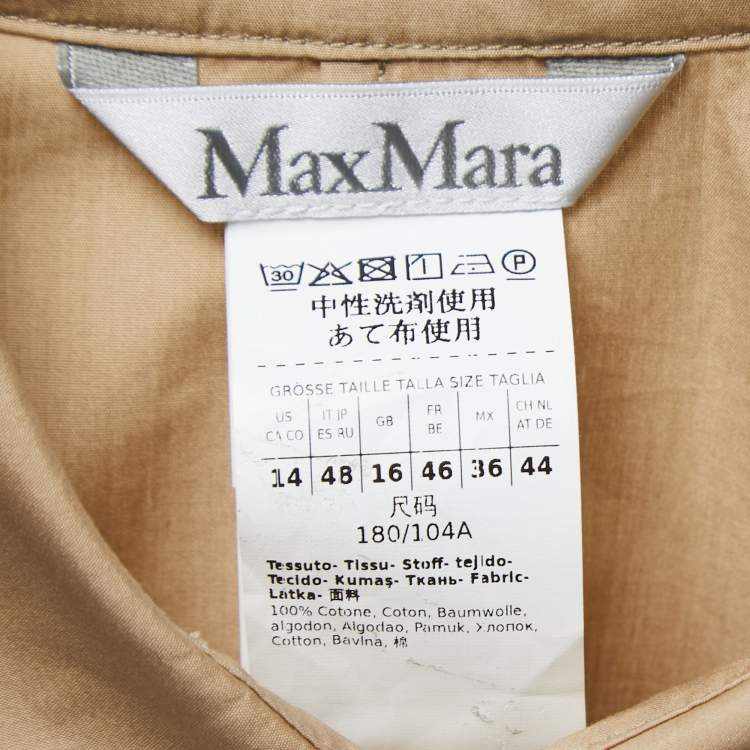 MaxMara
30 P
中性洗剤使用
あて布使用
GRÖSSE TAILLE TALLA SIZE TAGLIA
US CA CO IT JP ES RU GB FR BE MX CH NL AT DE
14 48 16 46 36 44
尺码
180/104A
Tessuto- Tissu- Stoff- tejido-
Tecido- Kumaş- Ткань- Fabric-
Latka- 面料
100% Cotone, Coton, Baumwolle,
algodon, Algodao, Pamuk, Хлопок,
Cotton, Bavlna, 棉